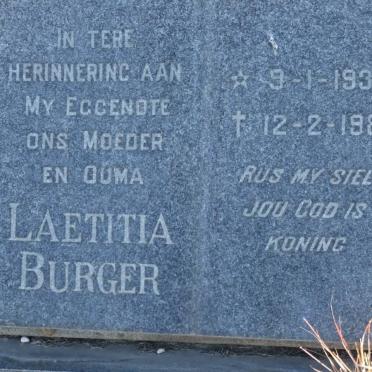 IN TERE
HERINNERING AAN
MY EGGENOTE
ONS MOEDER
EN OUMA
LAETITIA
BURGER
☆ 9-1-193
✝ 12-2-198
RUS MY SIEL
JOU GOD IS
KONING